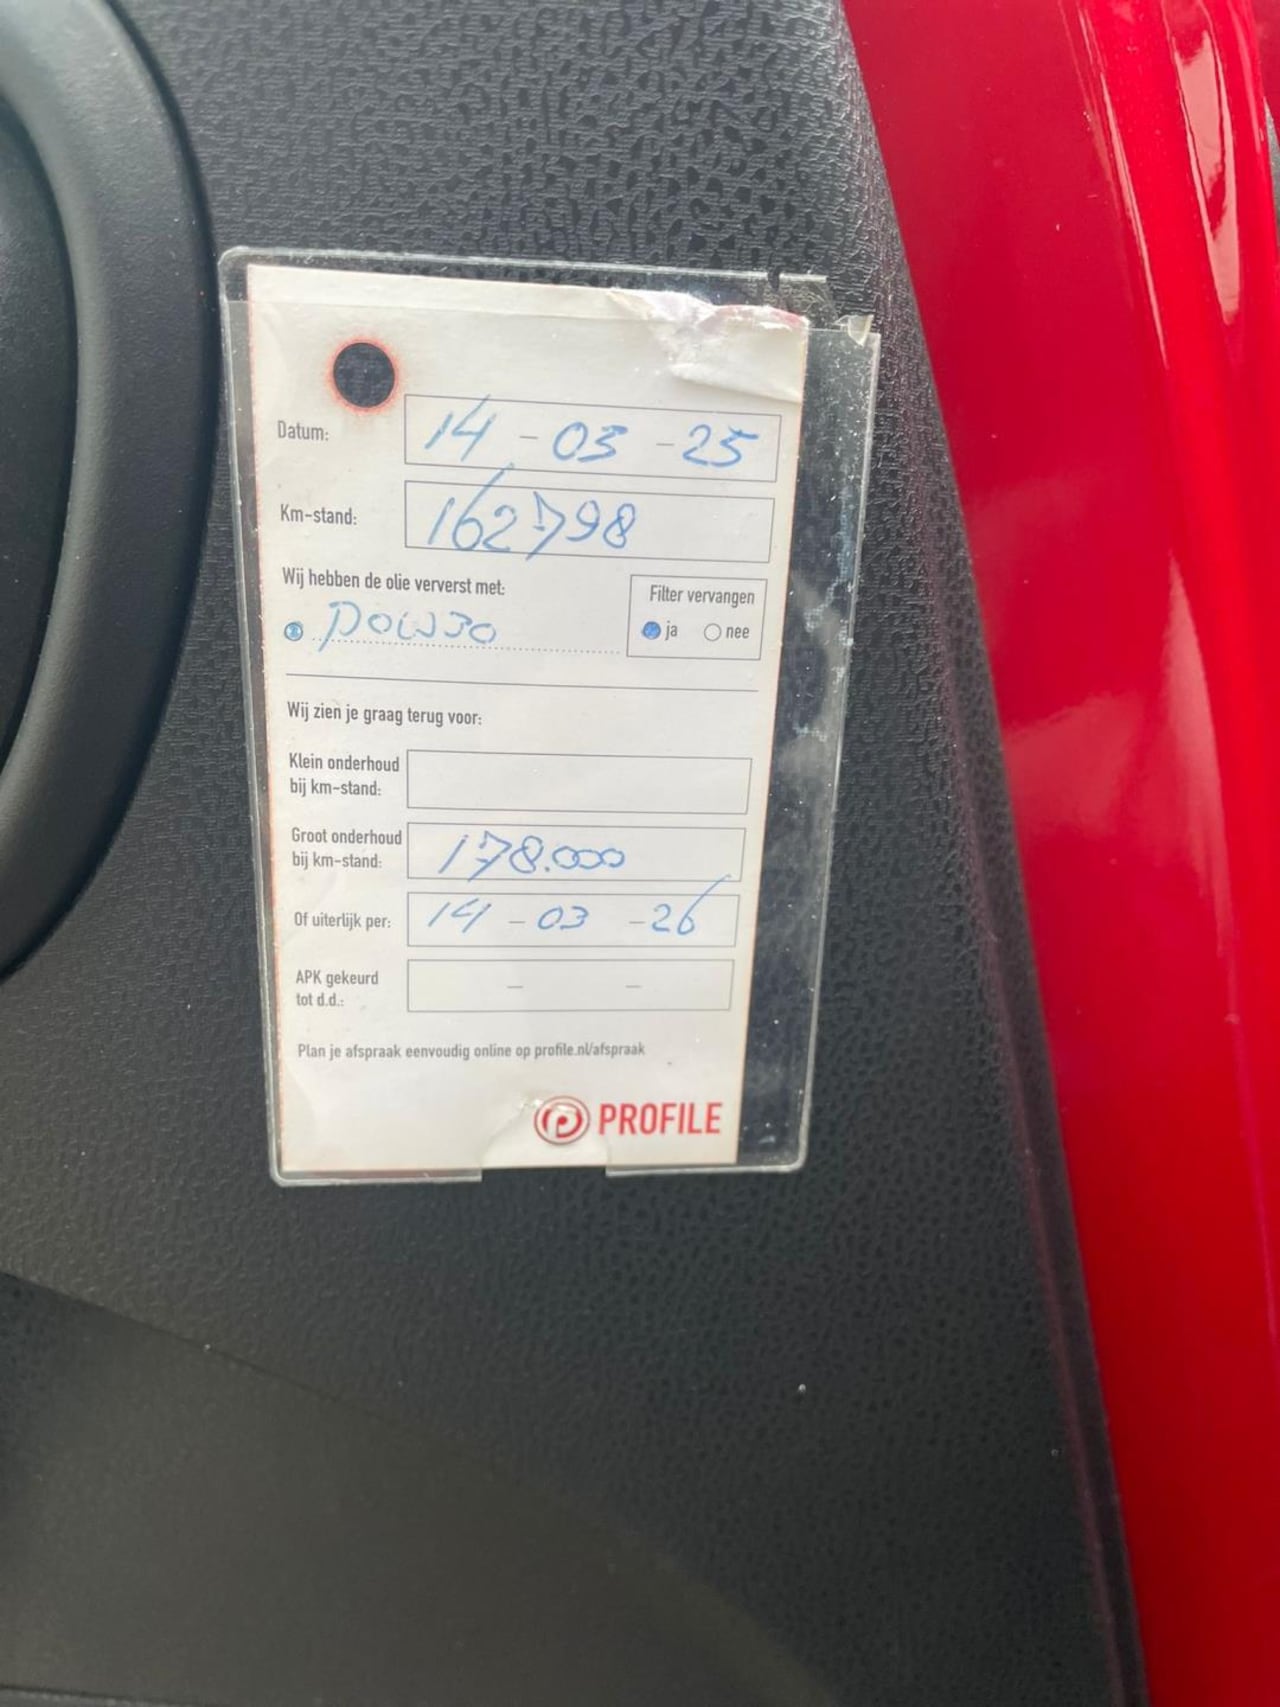 Datum: 14 - 03 - 25
Km-stand: 162798
Wij hebben de olie ververst met:
Filter vervangen
ja nee
Wij zien je graag terug voor:
Klein onderhoud
bij km-stand:
Groot onderhoud
bij km-stand: 178.000
Of uiterlijk per: 14 - 03 - 26
APK gekeurd
tot d.d.: - -
Plan je afspraak eenvoudig online op profile.nl/afspraak
PROFILE